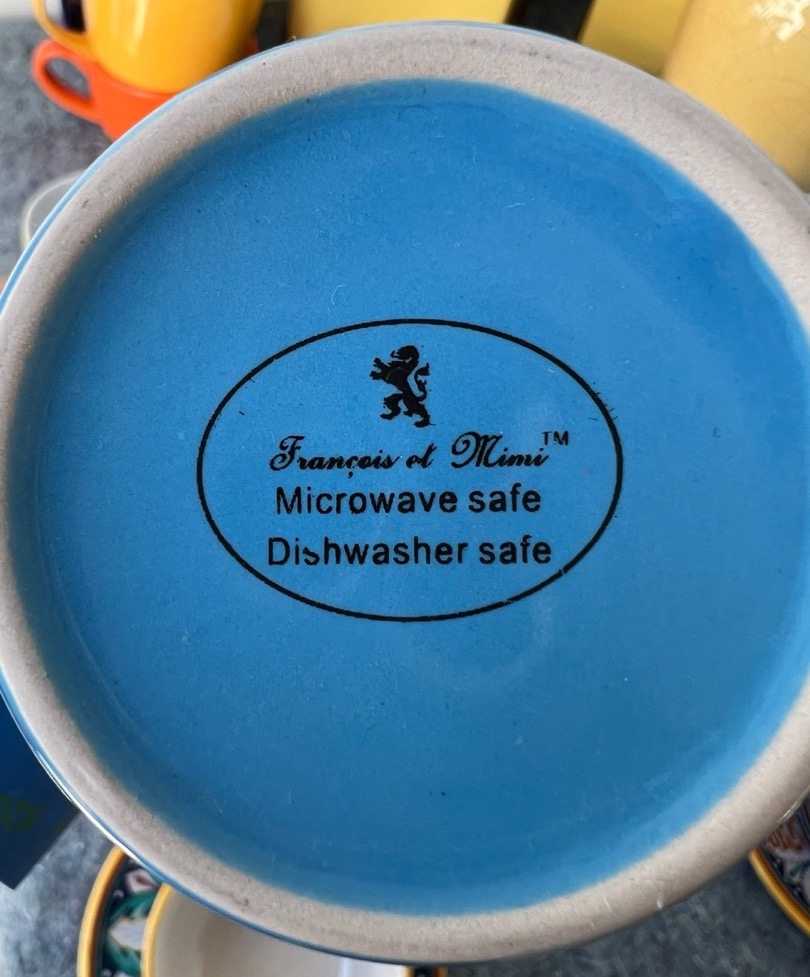 François et Mimi™
Microwave safe
Dishwasher safe